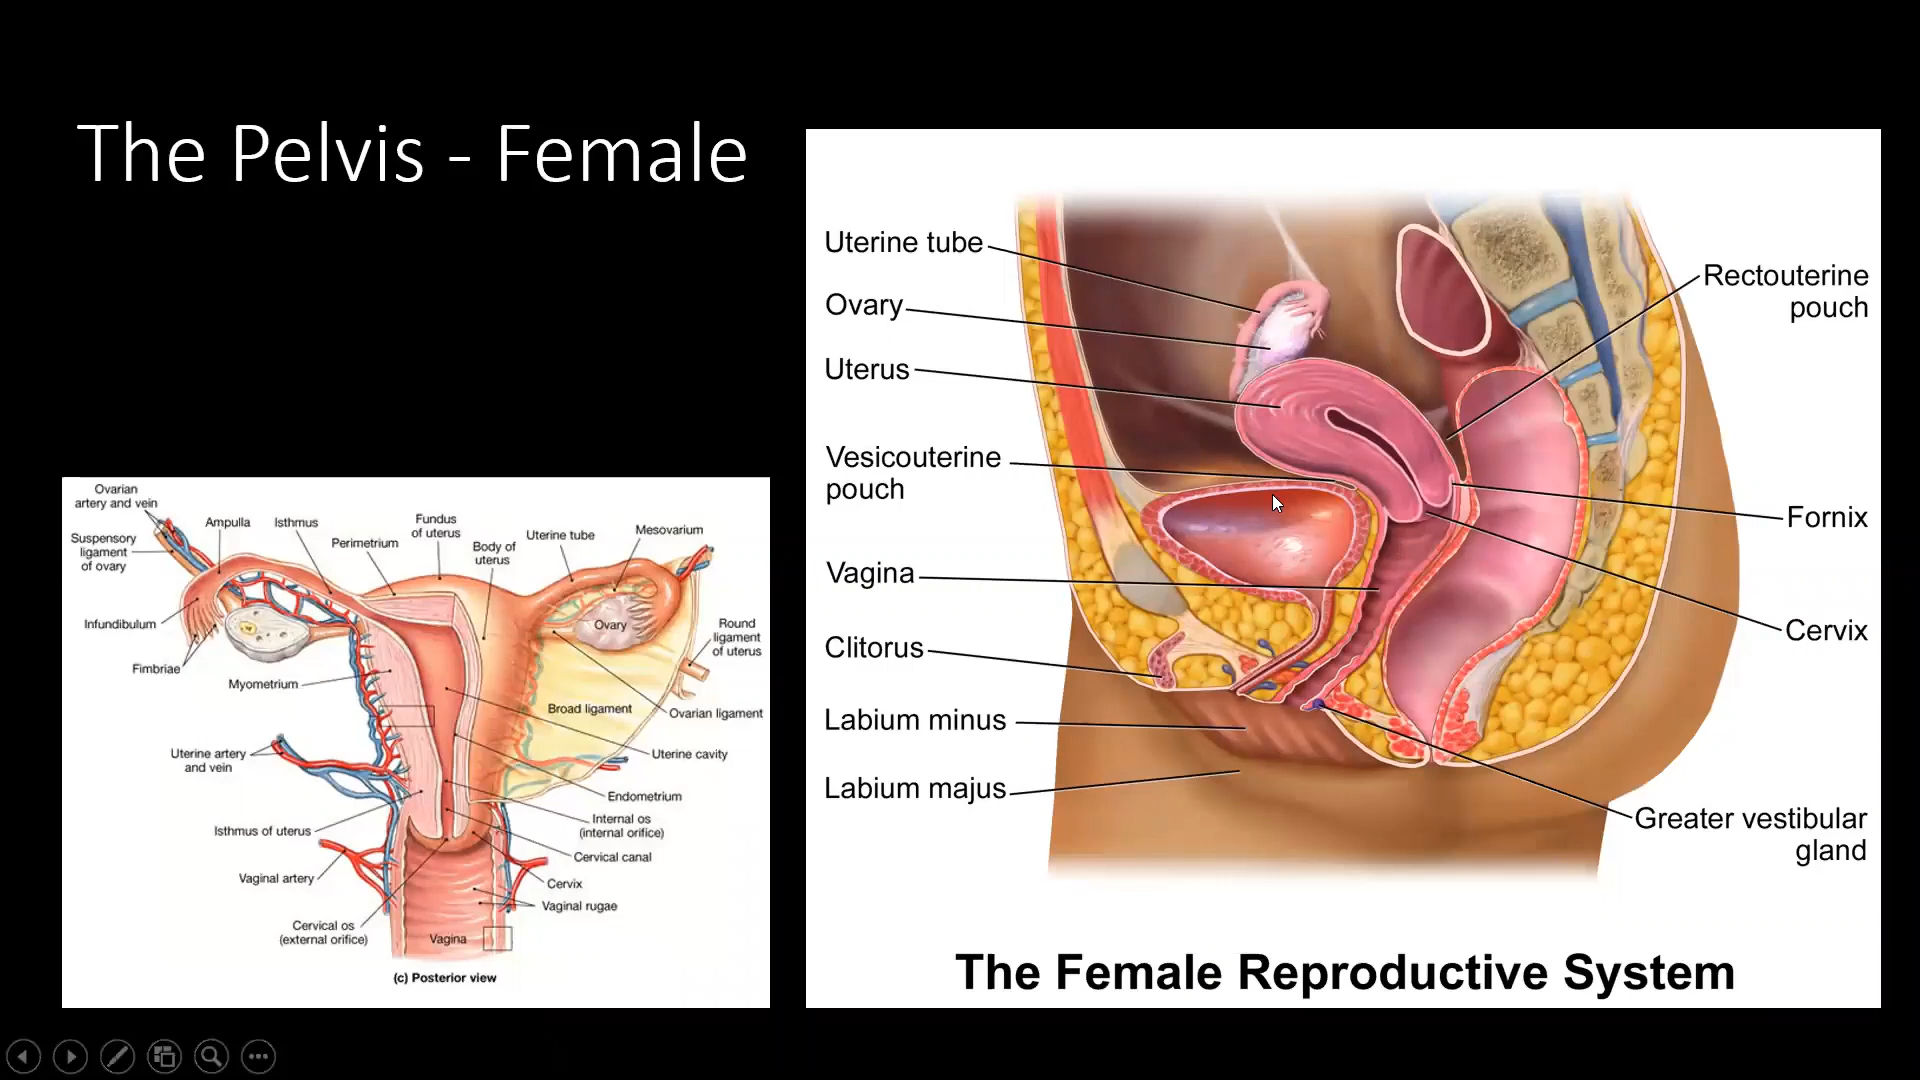 The Pelvis - Female
Ovarian
artery and vein
Suspensory
ligament
of ovary
Ampulla
Isthmus
Perimetrium
Fundus
of uterus
Body of
uterus
Uterine tube
Mesovarium
Infundibulum
Fimbriae
Ovary
Round
ligament
of uterus
Myometrium
Broad ligament
Ovarian ligament
Uterine artery
and vein
Uterine cavity
Endometrium
Isthmus of uterus
Internal os
(internal orifice)
Cervical canal
Vaginal artery
Cervix
Vaginal rugae
Cervical os
(external orifice)
Vagina
(c) Posterior view
Uterine tube
Ovary
Uterus
Vesicouterine
pouch
Vagina
Clitorus
Labium minus
Labium majus
Rectouterine
pouch
Fornix
Cervix
Greater vestibular
gland
The Female Reproductive System